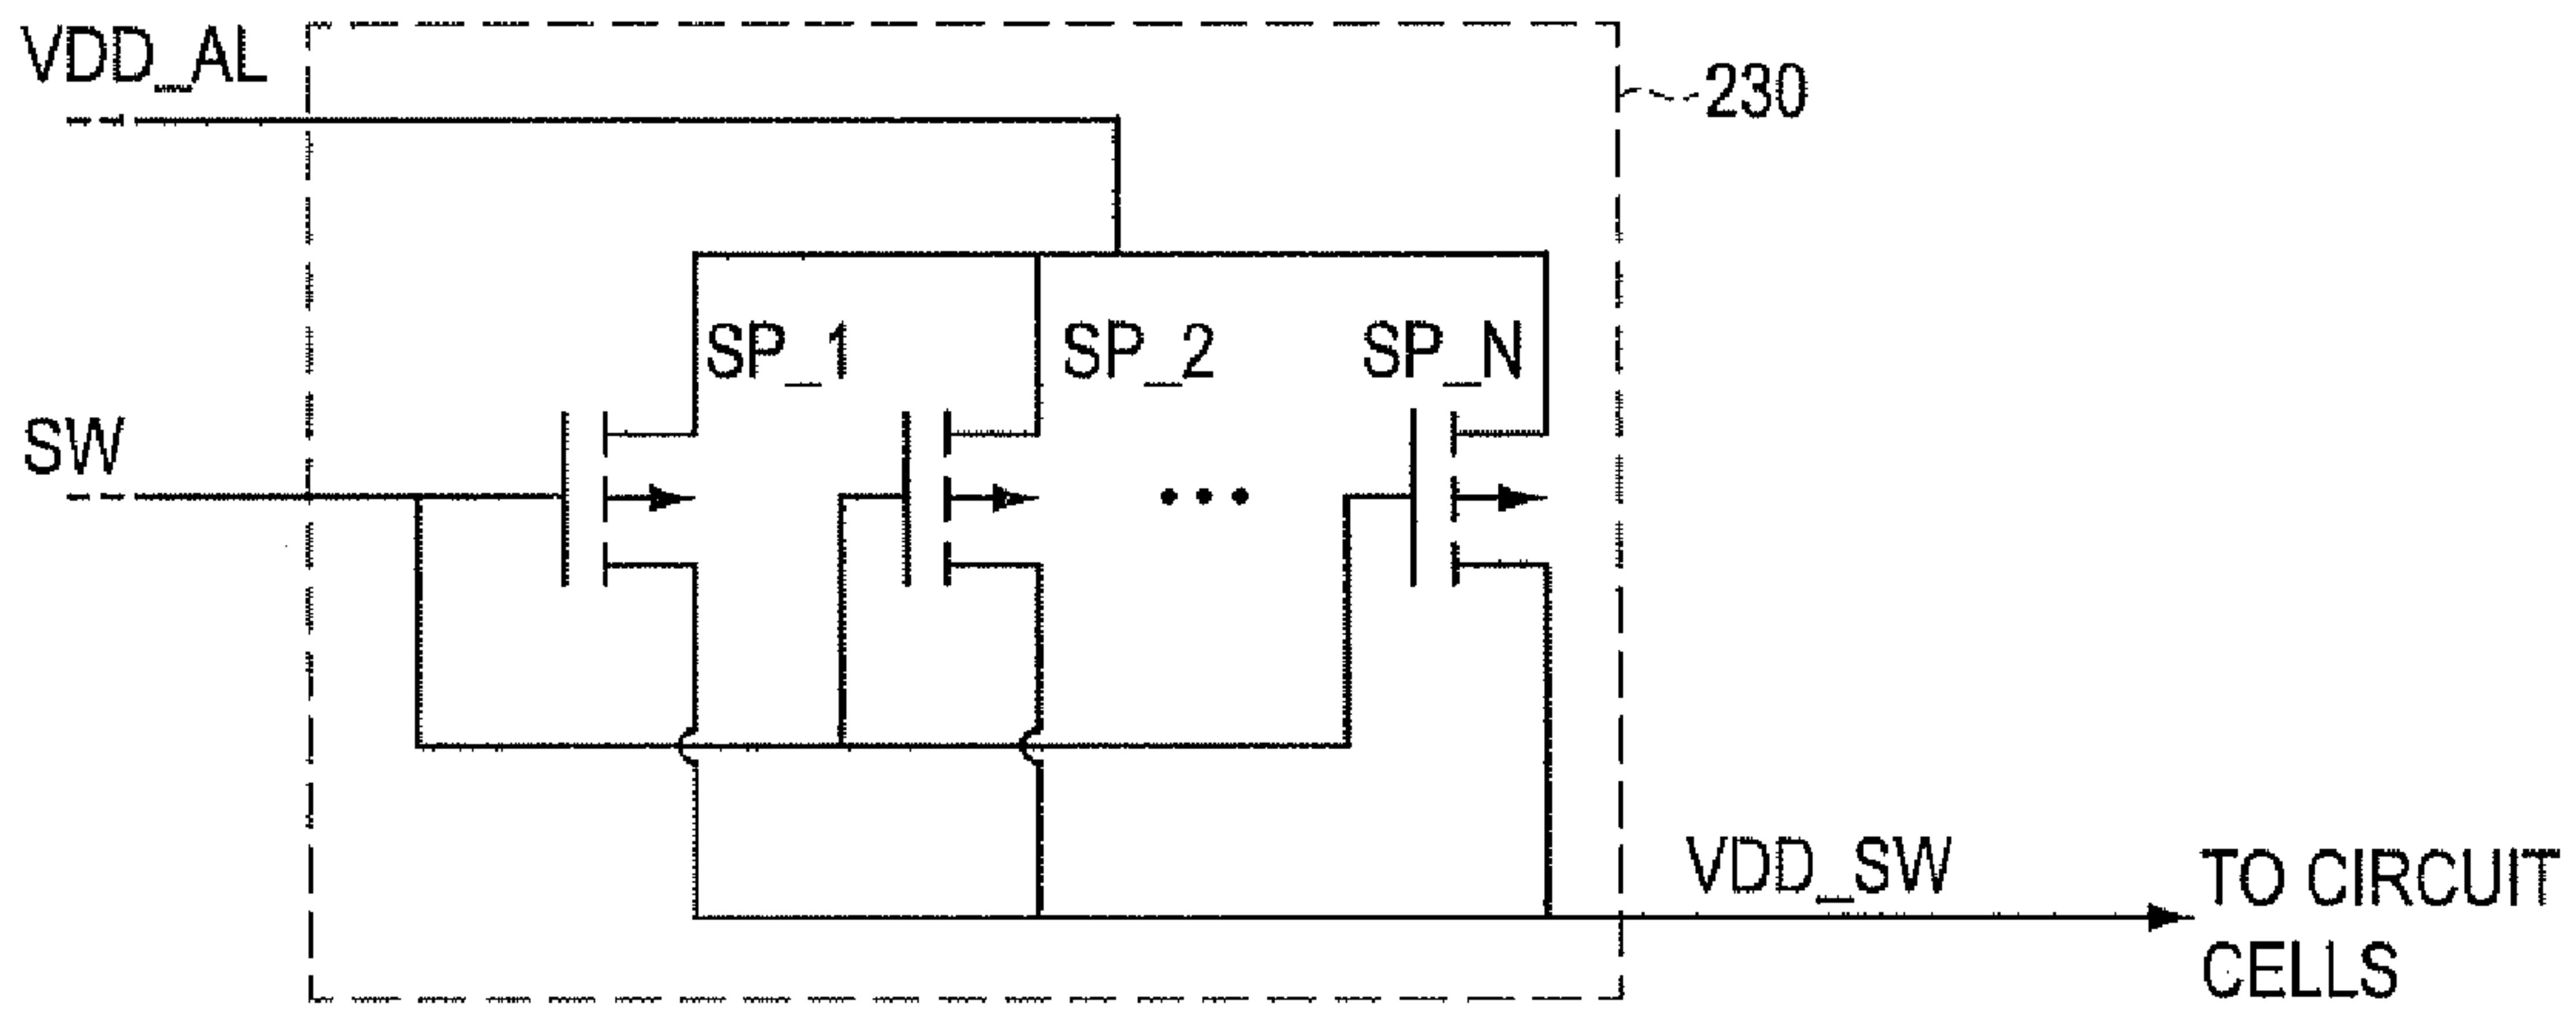 VDD_AL
230
SP_1
SP_2
SP_N
SW
VDD_SW
TO CIRCUIT
CELLS